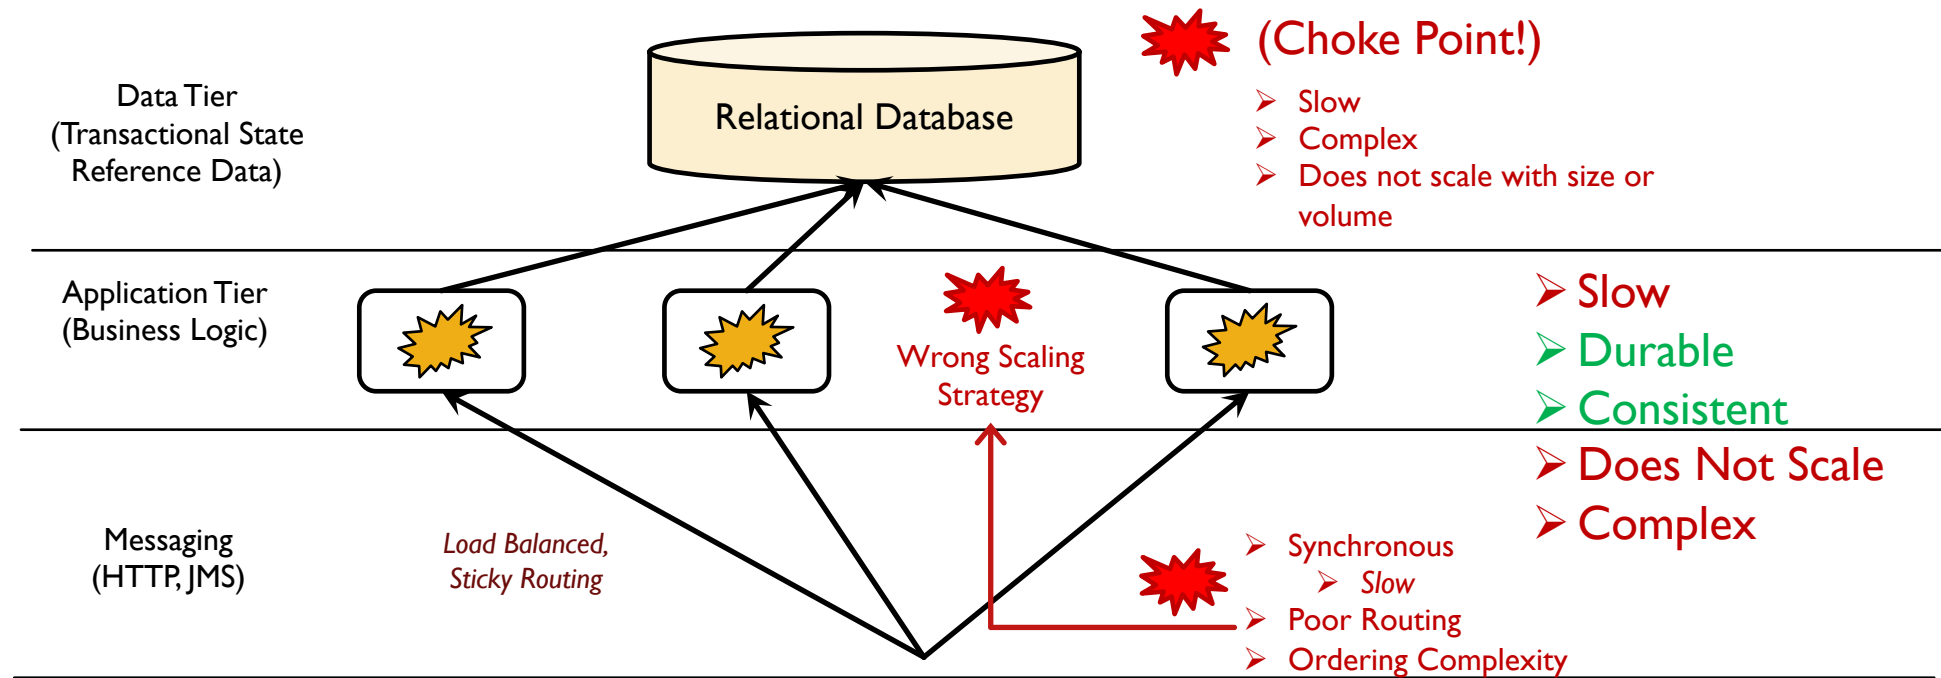 Data Tier
(Transactional State
Reference Data)
Relational Database
(Choke Point!)
Slow
Complex
Does not scale with size or
volume
Application Tier
(Business Logic)
Wrong Scaling
Strategy
Slow
Durable
Consistent
Does Not Scale
Complex
Messaging
(HTTP, JMS)
Load Balanced,
Sticky Routing
Synchronous
Slow
Poor Routing
Ordering Complexity